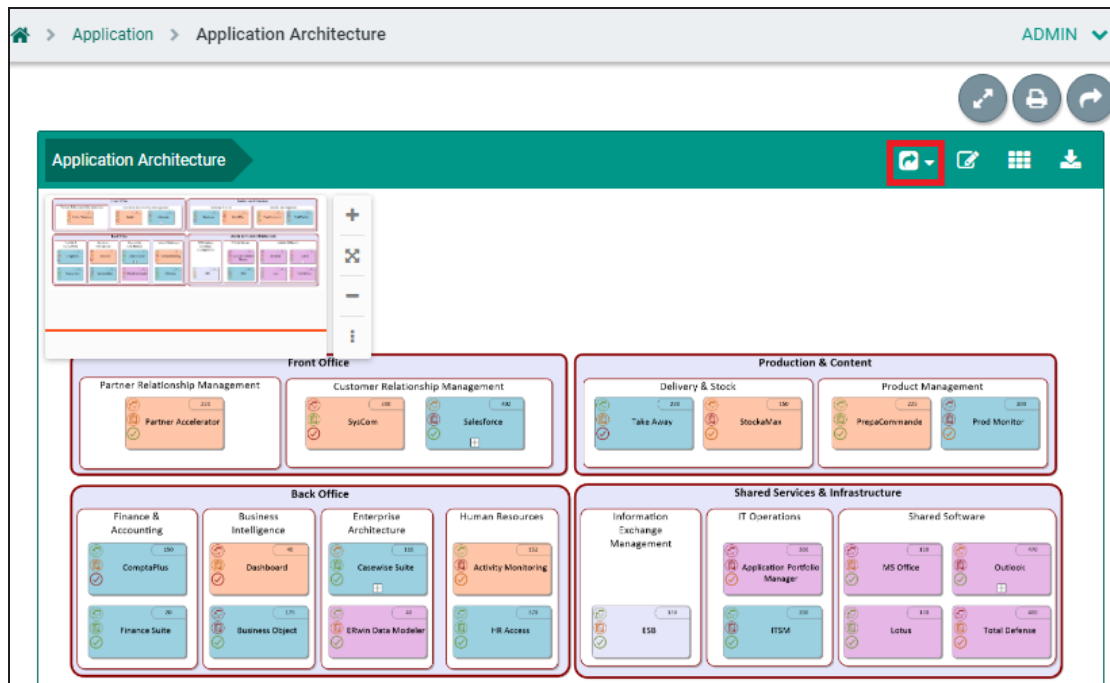 Application > Application Architecture
ADMIN
Application Architecture
Front Office
Production & Content
Partner Relationship Management
Customer Relationship Management
Delivery & Stock
Product Management
Partner Accelerator
SysCom
Salesforce
Take Away
StockaMax
PrepaCommande
Prod Monitor
Back Office
Shared Services & Infrastructure
Finance &
Accounting
Business
Intelligence
Enterprise
Architecture
Human Resources
Information
Exchange
Management
IT Operations
Shared Software
ComptaPlus
Dashboard
Casewise Suite
Activity Monitoring
Application Portfolio
Manager
MS Office
Outlook
Finance Suite
Business Object
ERwin Data Modeler
HR Access
ESB
ITSM
Lotus
Total Defense